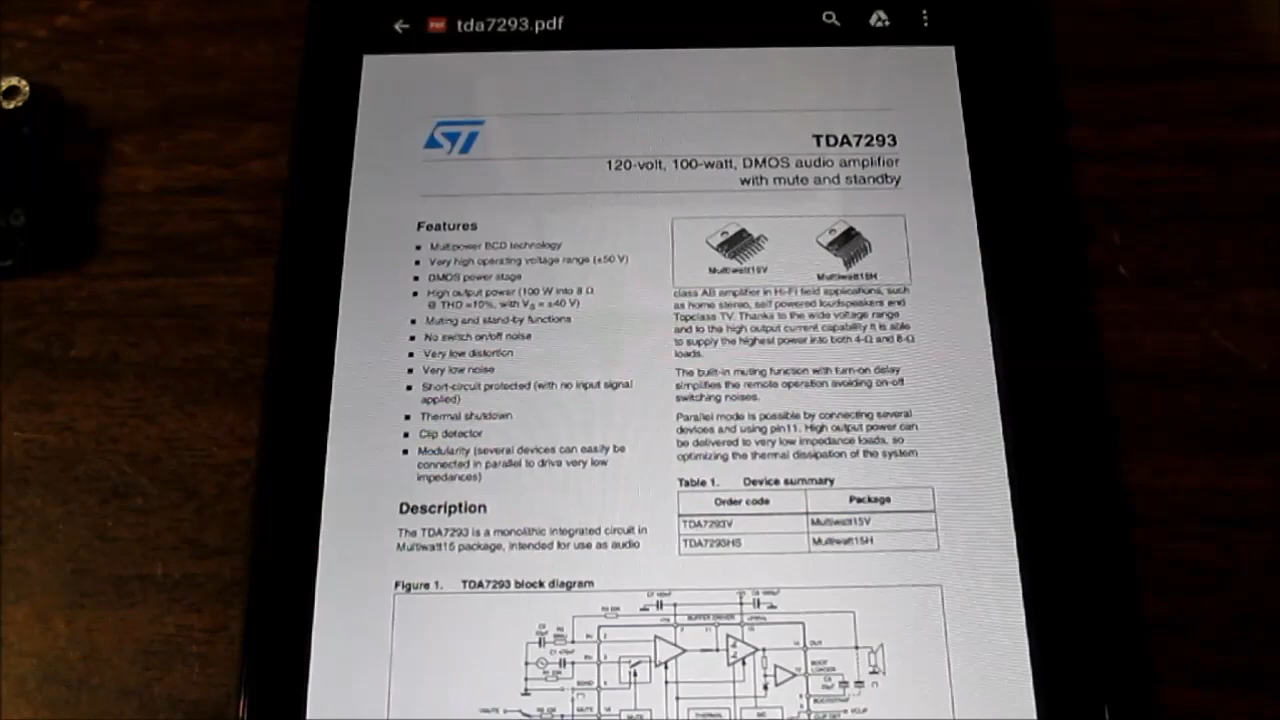 PDF tda7293.pdf
ST
TDA7293
120-volt, 100-watt, DMOS audio amplifier
with mute and standby
Features
Multipower BCD technology
Very high operating voltage range (±50 V)
DMOS power stage
High output power (100 W into 8 Ω
@ THD =10%, with VS = ±40 V)
Muting and stand-by functions
No switch on/off noise
Very low distortion
Very low noise
Short-circuit protected (with no input signal
applied)
Thermal shutdown
Clip detector
Modularity (several devices can easily be
connected in parallel to drive very low
impedances)
Description
The TDA7293 is a monolithic integrated circuit in
Multiwatt15 package, intended for use as audio
Multiwatt15V
Multiwatt15H
class AB amplifier in Hi-Fi field applications, such
as home stereo, self powered loudspeakers and
Topclass TV. Thanks to the wide voltage range
and to the high output current capability it is able
to supply the highest power into both 4-Ω and 8-Ω
loads.
The built-in muting function with turn-on delay
simplifies the remote operation avoiding on-off
switching noises.
Parallel mode is possible by connecting several
devices and using pin11. High output power can
be delivered to very low impedance loads, so
optimizing the thermal dissipation of the system
Table 1. Device summary
Order code Package
TDA7293V Multiwatt15V
TDA7293HS Multiwatt15H
Figure 1. TDA7293 block diagram
BUFFER DRIVER
OUT
MUTE
THERMAL